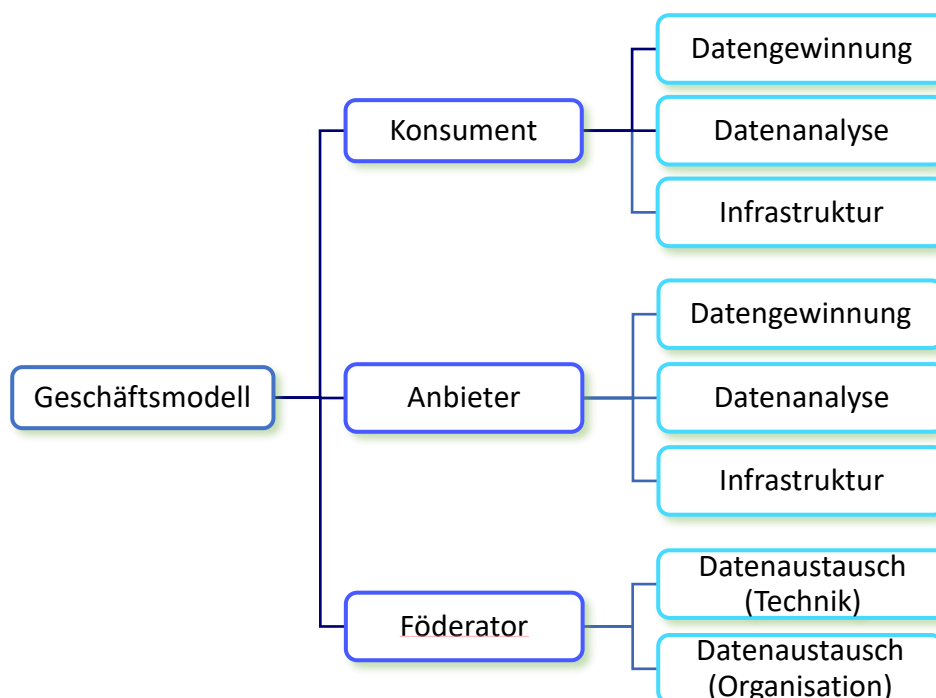 Geschäftsmodell
Konsument
Datengewinnung
Datenanalyse
Infrastruktur
Anbieter
Datengewinnung
Datenanalyse
Infrastruktur
Föderator
Datenaustausch
(Technik)
Datenaustausch
(Organisation)